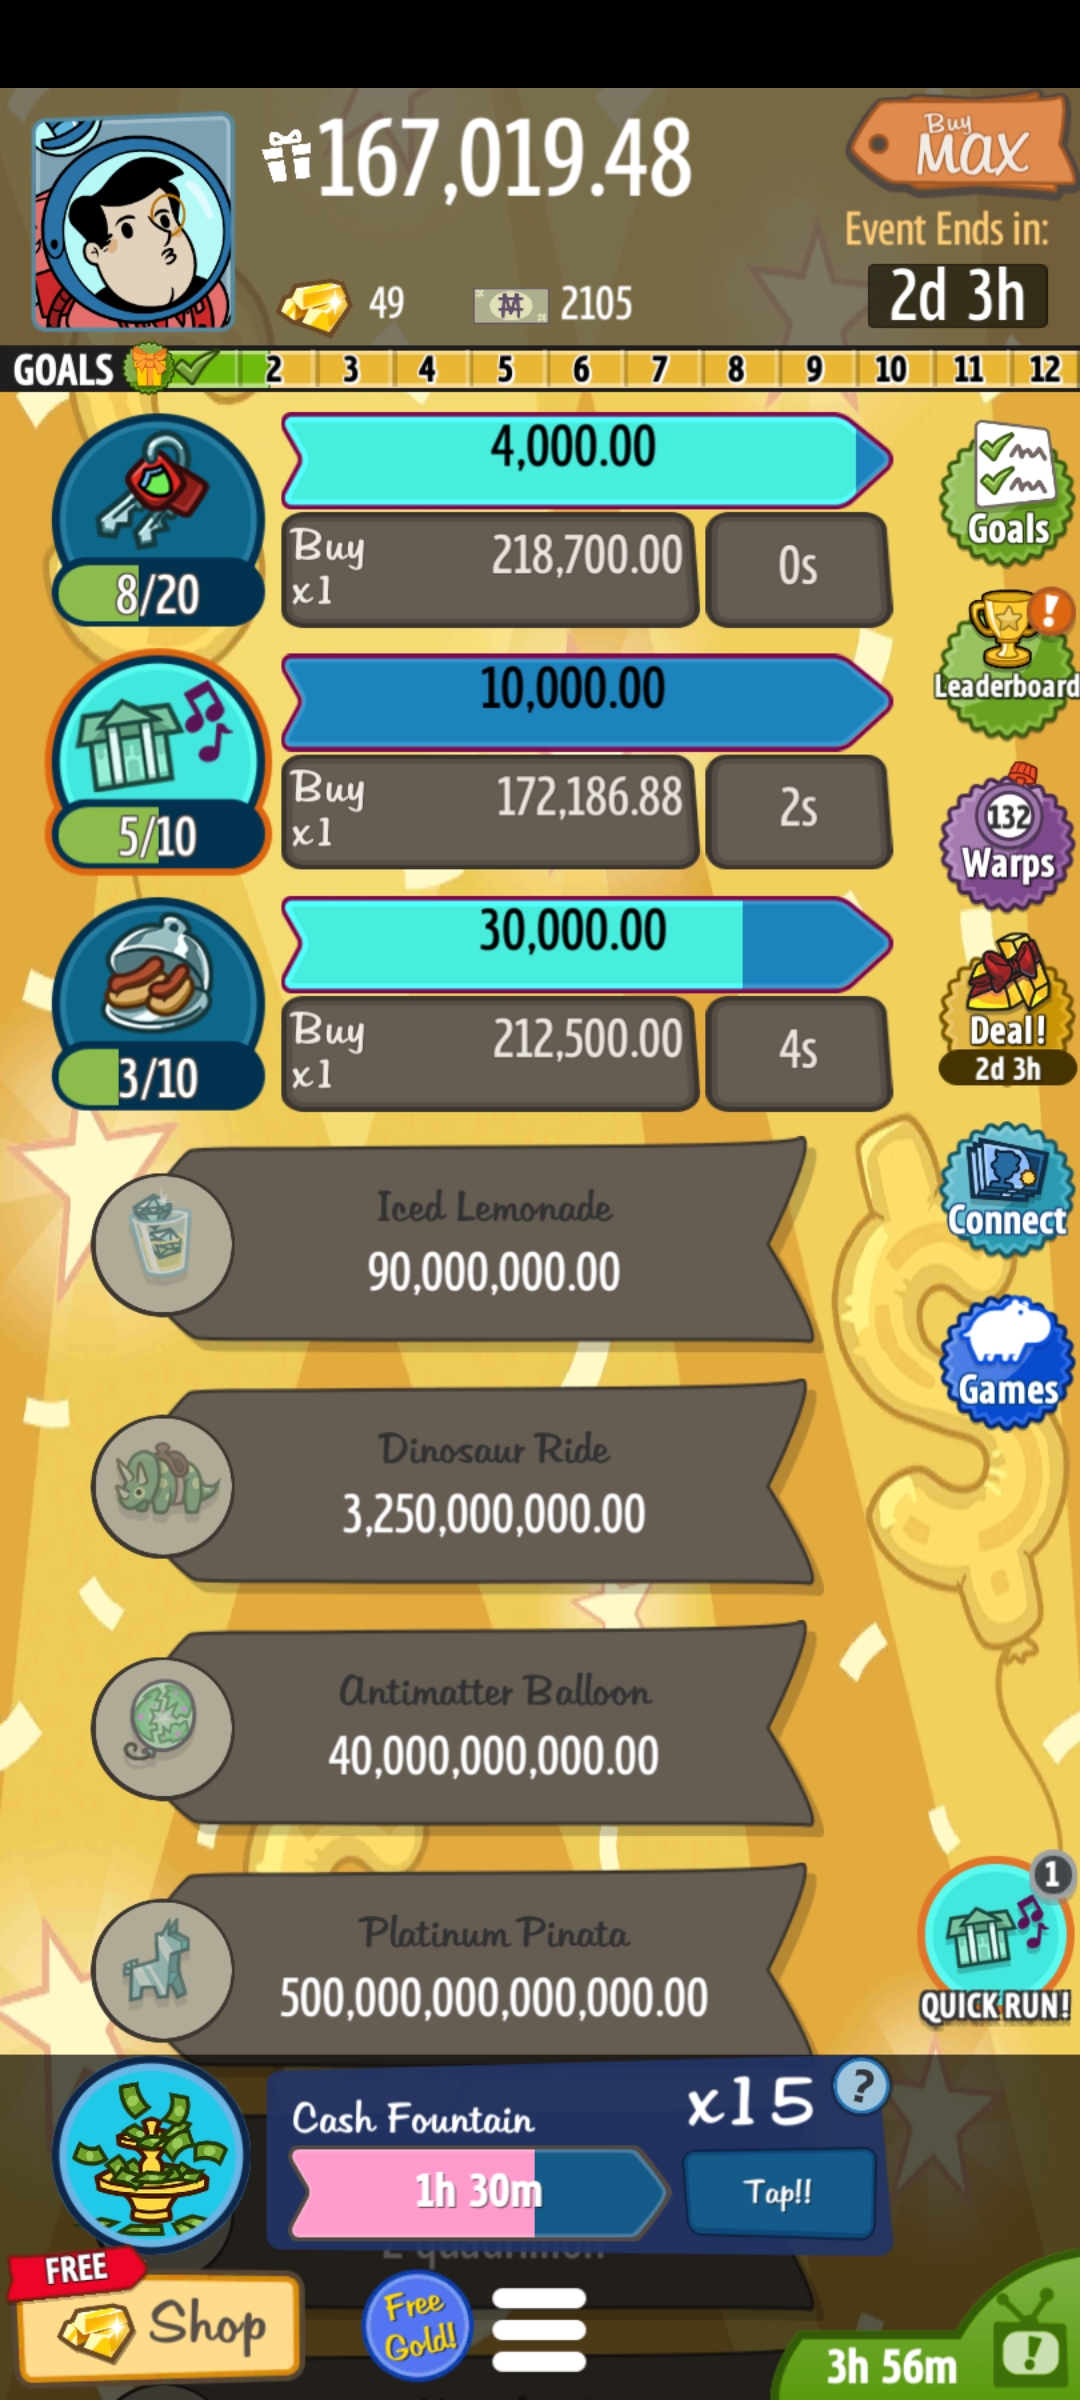 167,019.48
Buy
MAX
Event Ends in:
2d 3h
49
2105
GOALS 2 3 4 5 6 7 8 9 10 11 12
4,000.00
8/20
Buy
x1
218,700.00
0s
Goals
10,000.00
5/10
Buy
x1
172,186.88
2s
!
Leaderboard
132
Warps
30,000.00
3/10
Buy
x1
212,500.00
4s
Deal!
2d 3h
Iced Lemonade
90,000,000.00
Connect
Games
Dinosaur Ride
3,250,000,000.00
Antimatter Balloon
40,000,000,000.00
Platinum Pinata
500,000,000,000,000.00
1
QUICK RUN!
Cash Fountain
x15
?
1h 30m
Tap!!
2 quadrillion
FREE
Shop
Free
Gold!
3h 56m
!